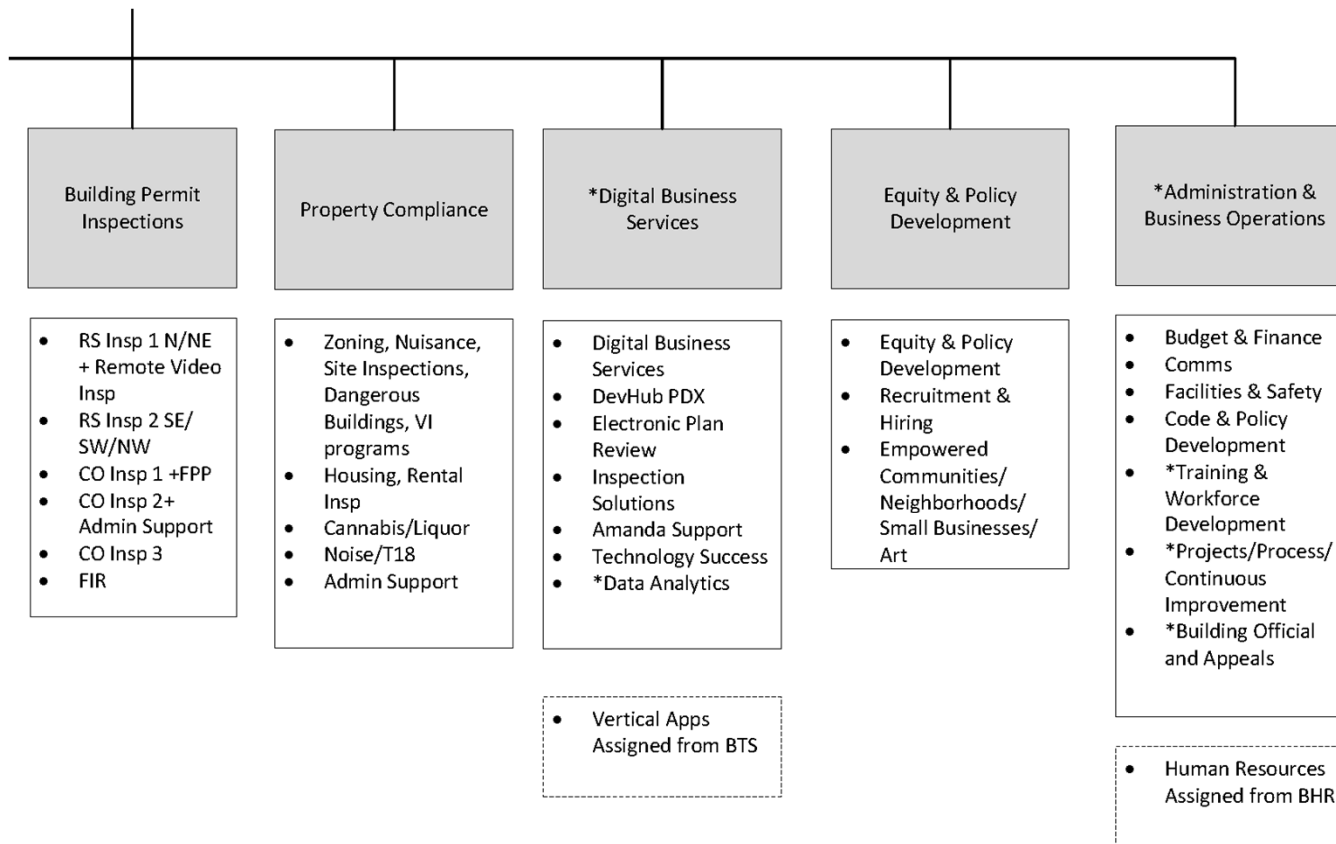 Building Permit
Inspections
Property Compliance
*Digital Business
Services
Equity & Policy
Development
*Administration &
Business Operations
• RS Insp 1 N/NE
+ Remote Video
Insp
• RS Insp 2 SE/
SW/NW
• CO Insp 1 +FPP
• CO Insp 2+
Admin Support
• CO Insp 3
• FIR
• Zoning, Nuisance,
Site Inspections,
Dangerous
Buildings, VI
programs
• Housing, Rental
Insp
• Cannabis/Liquor
• Noise/T18
• Admin Support
• Digital Business
Services
• DevHub PDX
• Electronic Plan
Review
• Inspection
Solutions
• Amanda Support
• Technology Success
• *Data Analytics
• Equity & Policy
Development
• Recruitment &
Hiring
• Empowered
Communities/
Neighborhoods/
Small Businesses/
Art
• Budget & Finance
• Comms
• Facilities & Safety
• Code & Policy
Development
• *Training &
Workforce
Development
• *Projects/Process/
Continuous
Improvement
• *Building Official
and Appeals
• Vertical Apps
Assigned from BTS
• Human Resources
Assigned from BHR